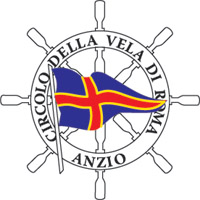 CIRCOLO DELLA VELA DI ROMA
ANZIO